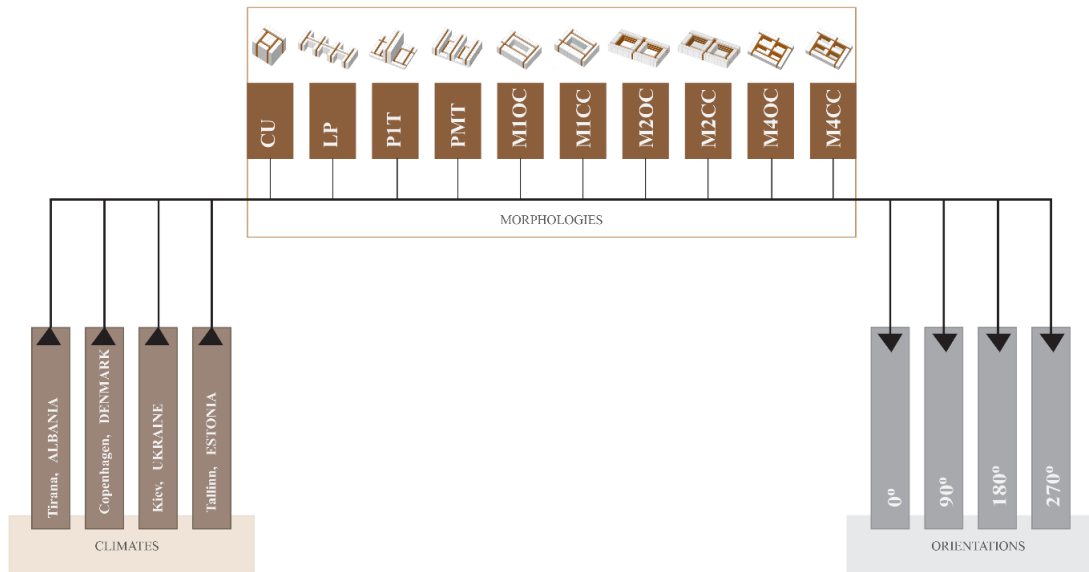 CU
LP
P1T
PMT
M1OC
M1CC
M2OC
M2CC
M4OC
M4CC
MORPHOLOGIES
Tirana, ALBANIA
Copenhagen, DENMARK
Kiev, UKRAINE
Tallinn, ESTONIA
CLIMATES
0º
90º
180º
270º
ORIENTATIONS